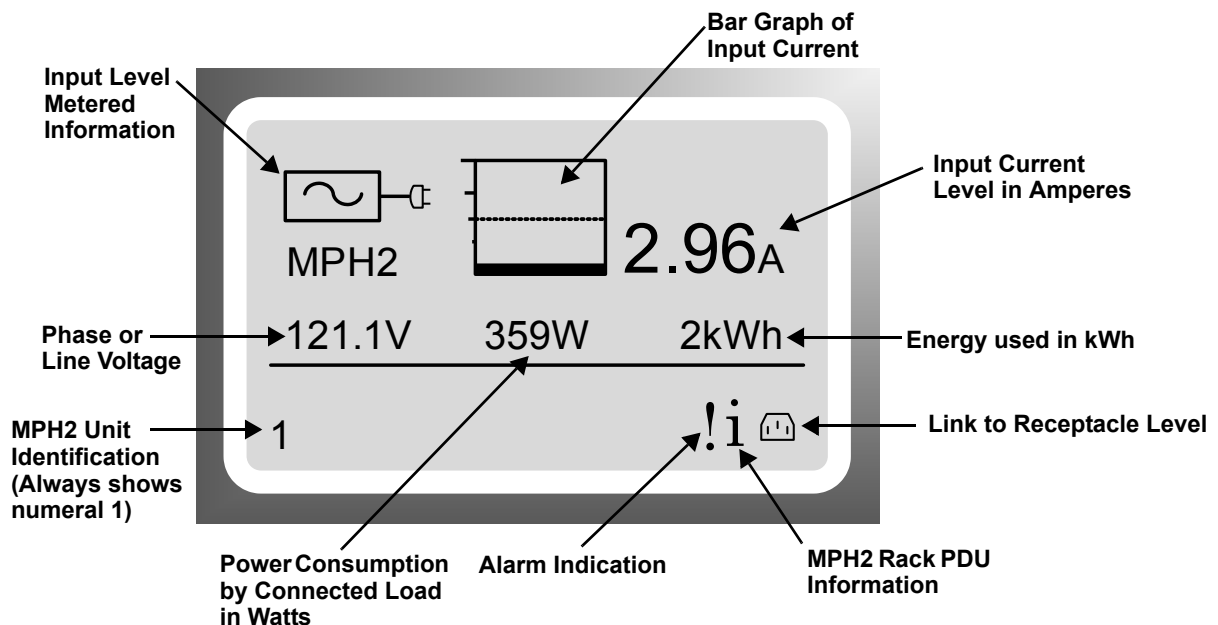 Bar Graph of
Input Current
Input Level
Metered
Information
Input Current
Level in Amperes
MPH2
2.96A
Phase or
Line Voltage
121.1V
359W
2kWh
Energy used in kWh
MPH2 Unit
Identification
(Always shows
numeral 1)
1
!i
Link to Receptacle Level
Power Consumption
by Connected Load
in Watts
Alarm Indication
MPH2 Rack PDU
Information